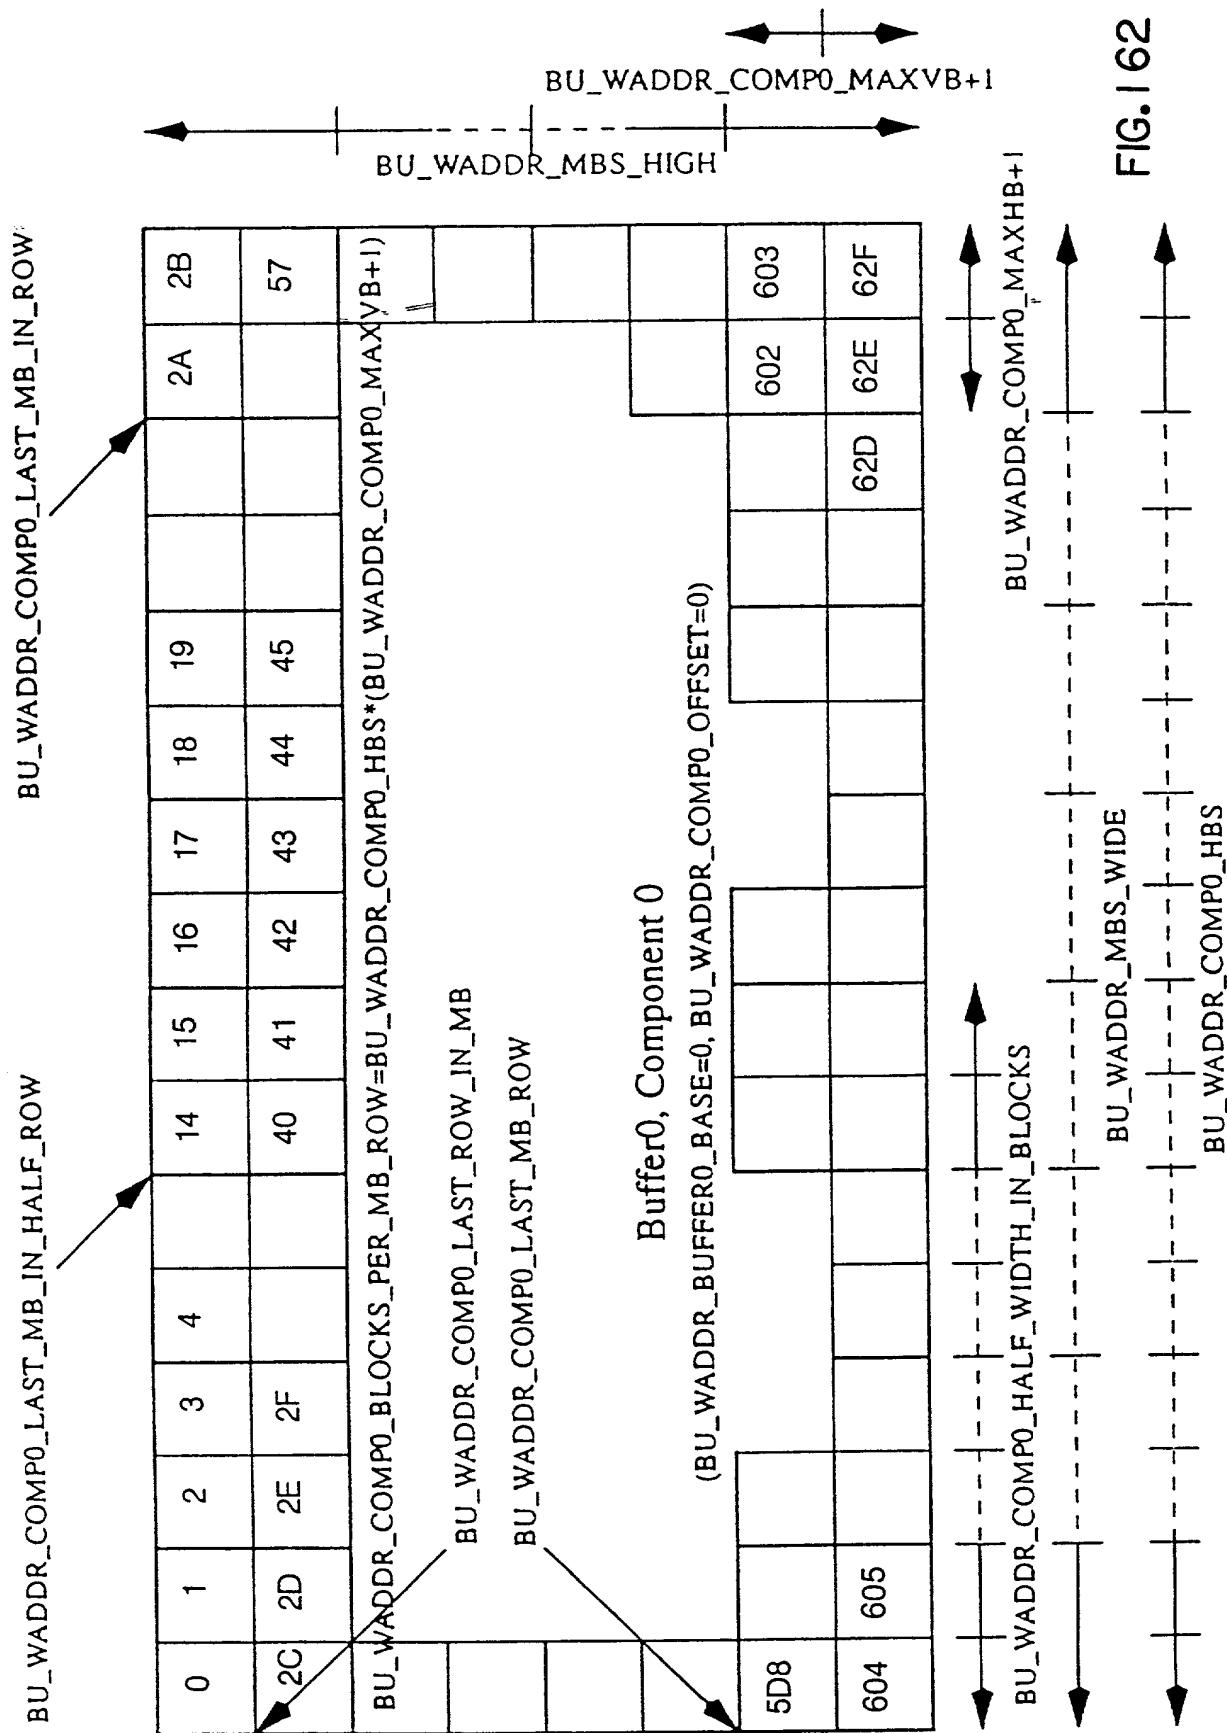 BU_WADDR_COMP0_LAST_MB_IN_HALF_ROW
BU_WADDR_COMP0_LAST_MB_IN_ROW
0 1 2 3 4 14 15 16 17 18 19 2A 2B
2C 2D 2E 2F 40 41 42 43 44 45 57
BU_WADDR_COMP0_BLOCKS_PER_MB_ROW=BU_WADDR_COMP0_HBS*(BU_WADDR_COMP0_MAXVB+1)
BU_WADDR_COMP0_LAST_ROW_IN_MB
BU_WADDR_COMP0_LAST_MB_ROW
Buffer0, Component 0
(BU_WADDR_BUFFER0_BASE=0, BU_WADDR_COMP0_OFFSET=0)
5D8 602 603
604 605 62D 62E 62F
BU_WADDR_MBS_HIGH
BU_WADDR_COMP0_MAXVB+1
BU_WADDR_COMP0_HALF_WIDTH_IN_BLOCKS
BU_WADDR_COMP0_MAXHB+1
BU_WADDR_MBS_WIDE
BU_WADDR_COMP0_HBS
FIG.162